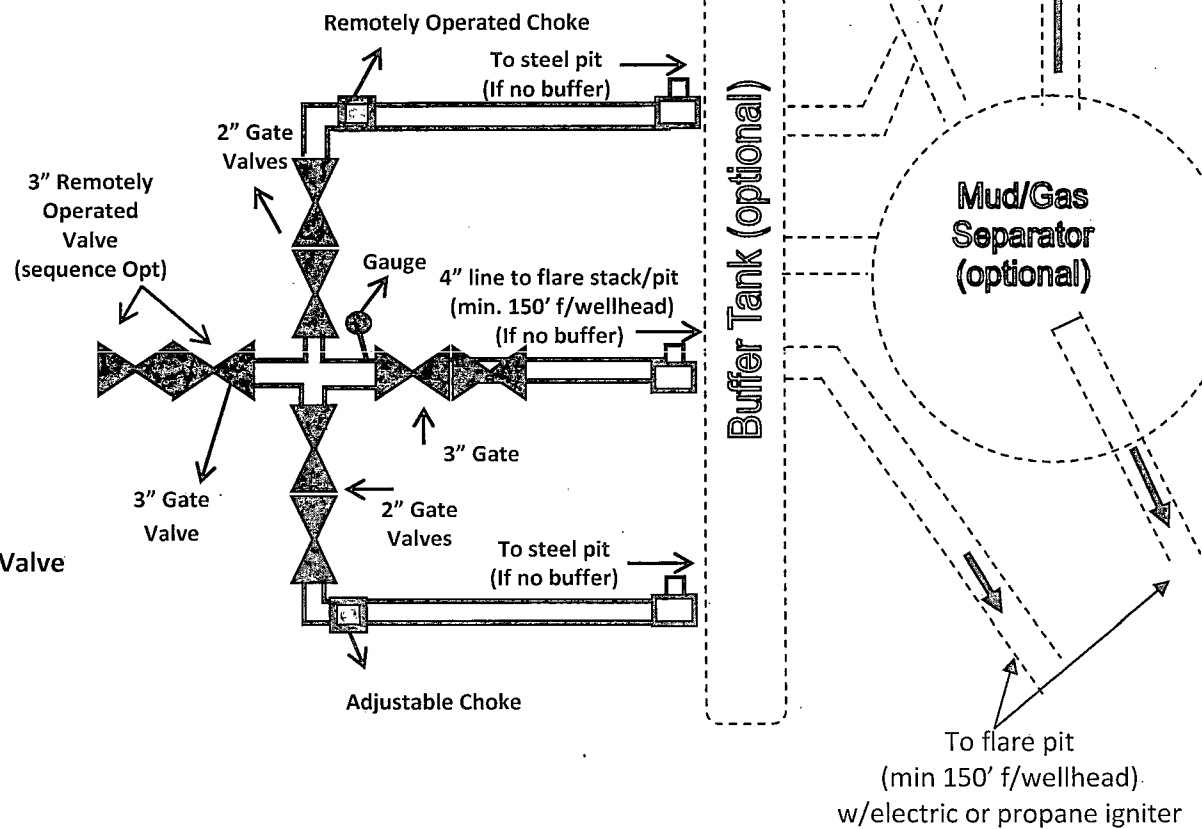 Remotely Operated Choke
To steel pit
(If no buffer)
2” Gate
Valves
3” Remotely
Operated
Valve
(sequence Opt)
Gauge
4” line to flare stack/pit
(min. 150’ f/wellhead)
(If no buffer)
Buffer Tank (optional)
Mud/Gas
Separator
(optional)
3” Gate
3” Gate
Valve
2” Gate
Valves
Valve
To steel pit
(If no buffer)
Adjustable Choke
To flare pit
(min 150’ f/wellhead)
w/electric or propane igniter